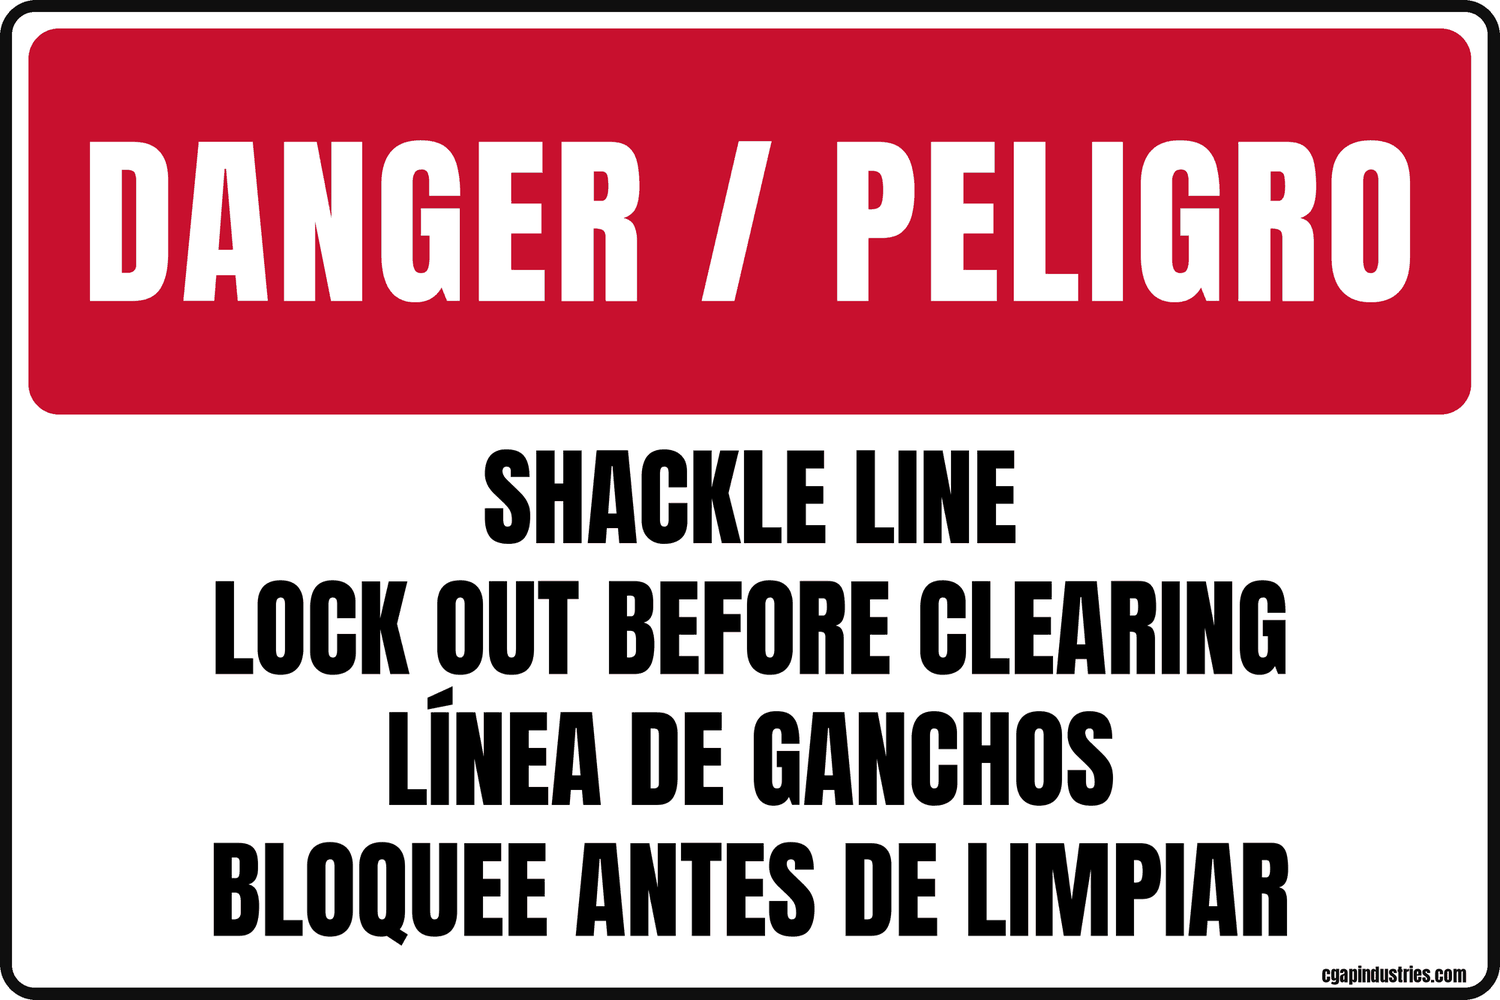 DANGER / PELIGRO
SHACKLE LINE
LOCK OUT BEFORE CLEARING
LÍNEA DE GANCHOS
BLOQUEE ANTES DE LIMPIAR
cgapindustries.com